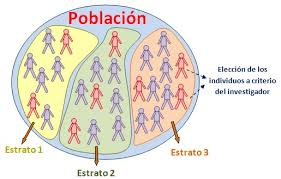 Población
Elección de los
individuos a criterio
del investigador
Estrato 1
Estrato 2
Estrato 3